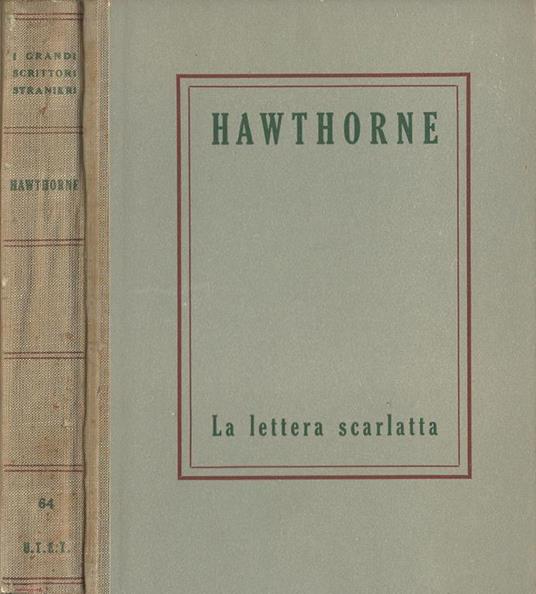 I GRANDI
SCRITTORI
STRANIERI
HAWTHORNE
64
U.T.E.T.
HAWTHORNE
La lettera scarlatta